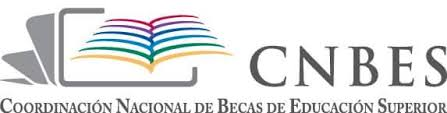 CNBES
COORDINACIÓN NACIONAL DE BECAS DE EDUCACIÓN SUPERIOR